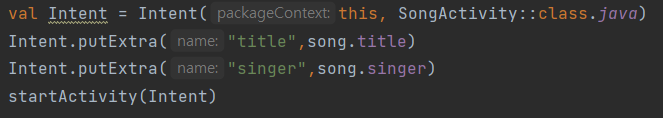 val Intent = Intent( packageContext: this, SongActivity::class.java)
Intent.putExtra( name: "title",song.title)
Intent.putExtra( name: "singer",song.singer)
startActivity(Intent)